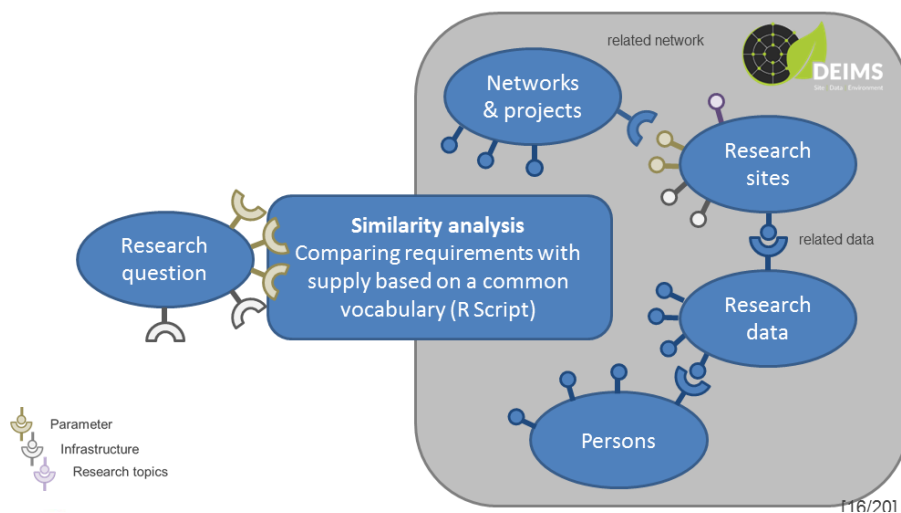 related network
DEIMS
Site Data Environment
Networks
& projects
Research
sites
Similarity analysis
Comparing requirements with
supply based on a common
vocabulary (R Script)
Research
question
related data
Research
data
Persons
Parameter
Infrastructure
Research topics
[16/20]